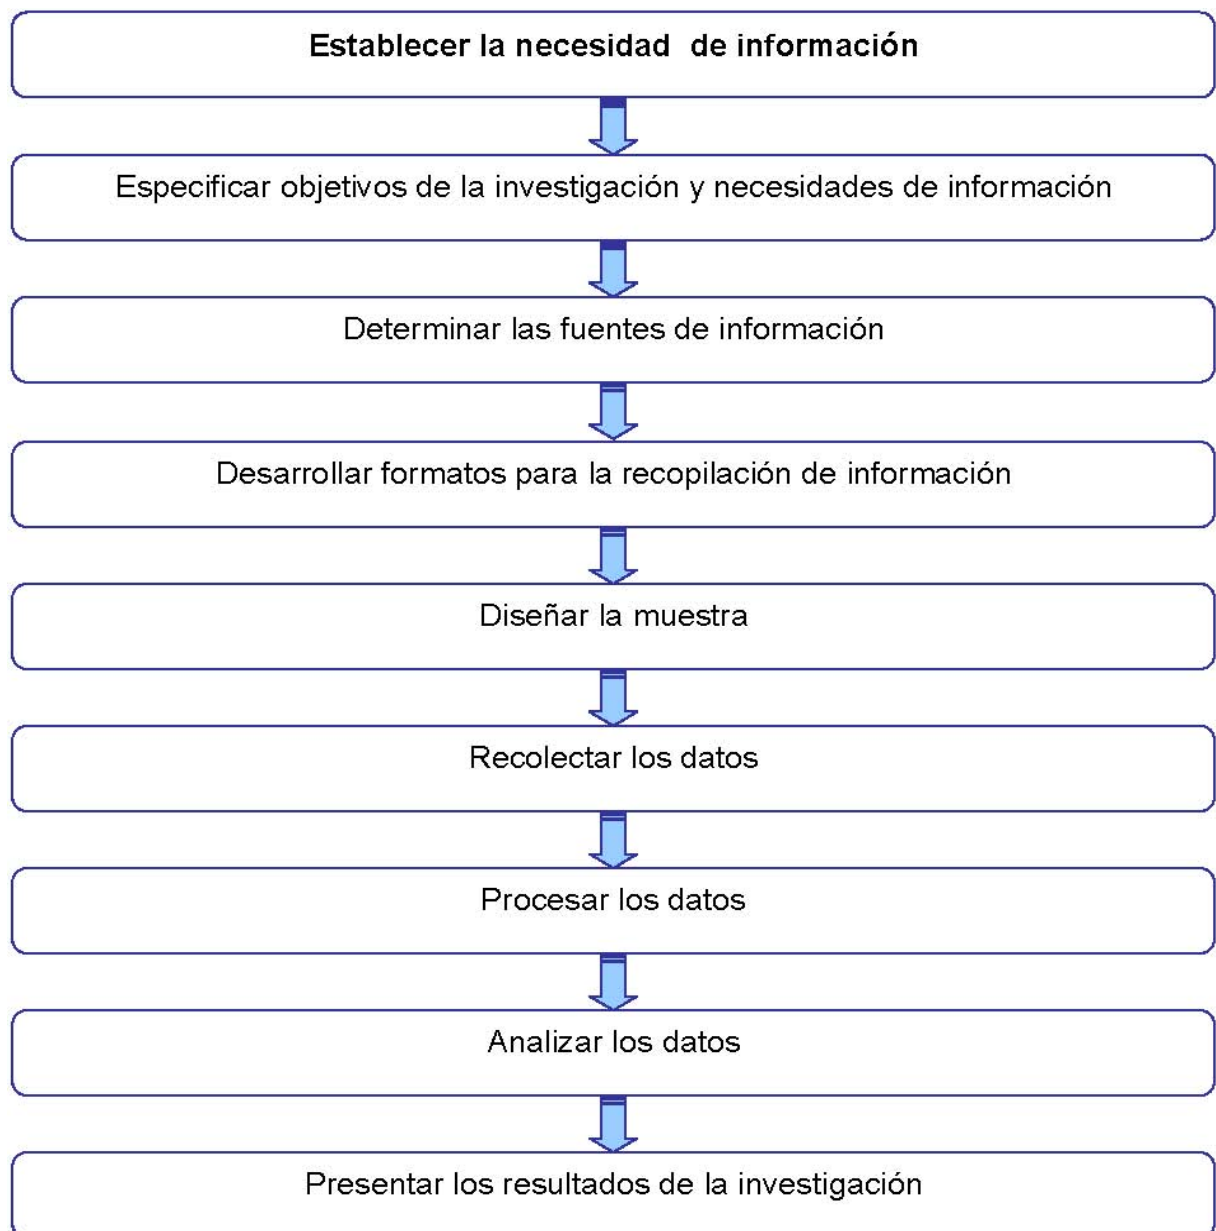 Establecer la necesidad  de información
Especificar objetivos de la investigación y necesidades de información
Determinar las fuentes de información
Desarrollar formatos para la recopilación de información
Diseñar la muestra
Recolectar los datos
Procesar los datos
Analizar los datos
Presentar los resultados de la investigación